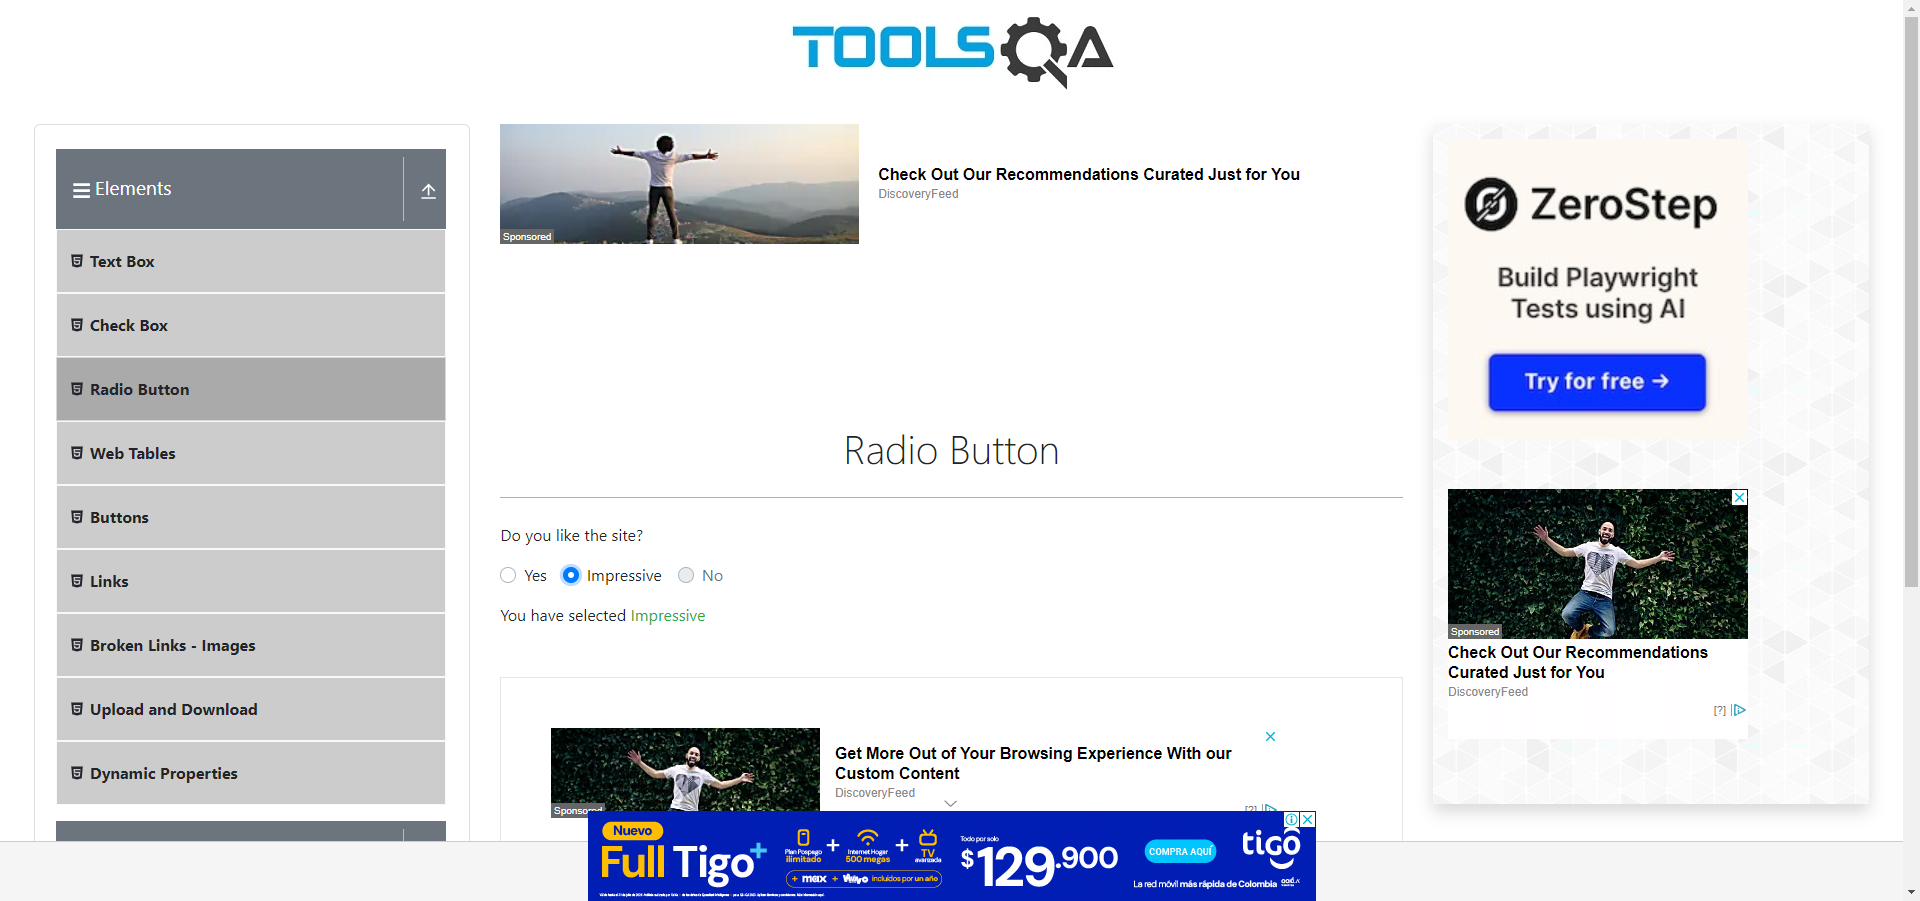 TOOLSQA
Elements
Text Box
Check Box
Radio Button
Web Tables
Buttons
Links
Broken Links - Images
Upload and Download
Dynamic Properties
Sponsored
Check Out Our Recommendations Curated Just for You
DiscoveryFeed
Radio Button
Do you like the site?
Yes
Impressive
No
You have selected Impressive
Sponsored
Get More Out of Your Browsing Experience With our
Custom Content
DiscoveryFeed
[?]
ZeroStep
Build Playwright
Tests using AI
Try for free →
Sponsored
Check Out Our Recommendations
Curated Just for You
DiscoveryFeed
[?]
Nuevo
Full Tigo+
Plan Pospago
ilimitado
+
Internet Hogar
500 megas
+
TV
avanzada
+ max + incluidos por un año
Todo por solo
$129.900
COMPRA AQUÍ
tigo
La red móvil más rápida de Colombia